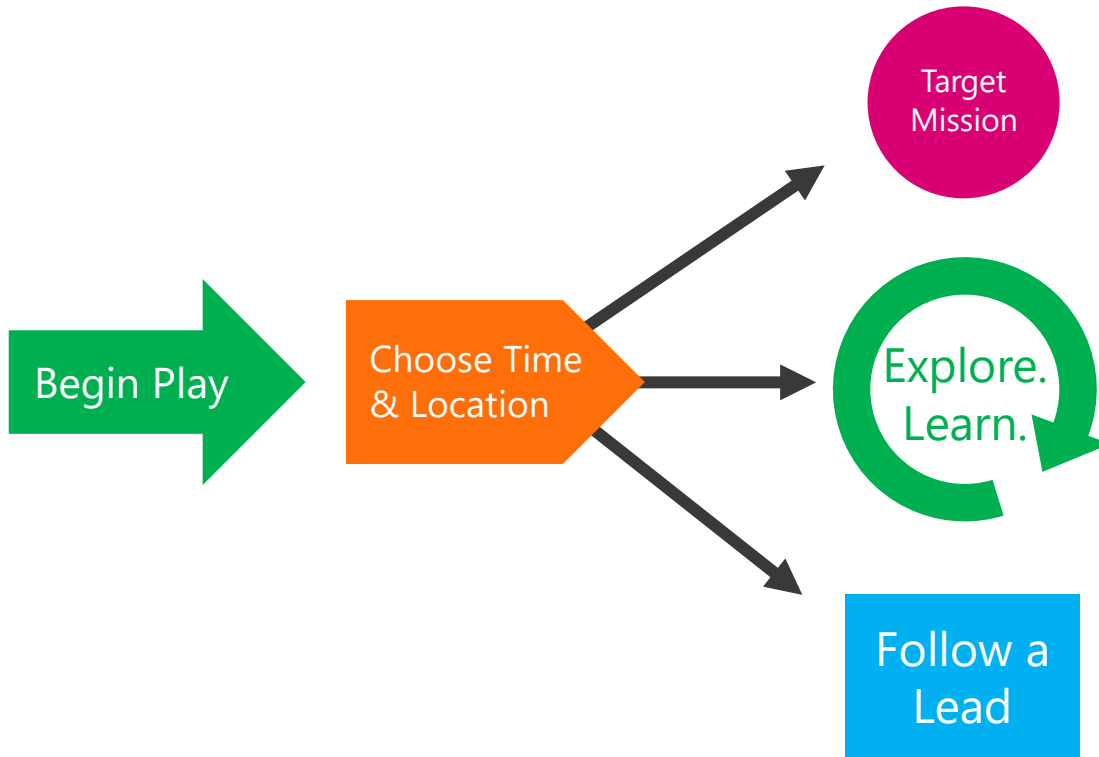 Begin Play
Choose Time
& Location
Target
Mission
Explore.
Learn.
Follow a
Lead